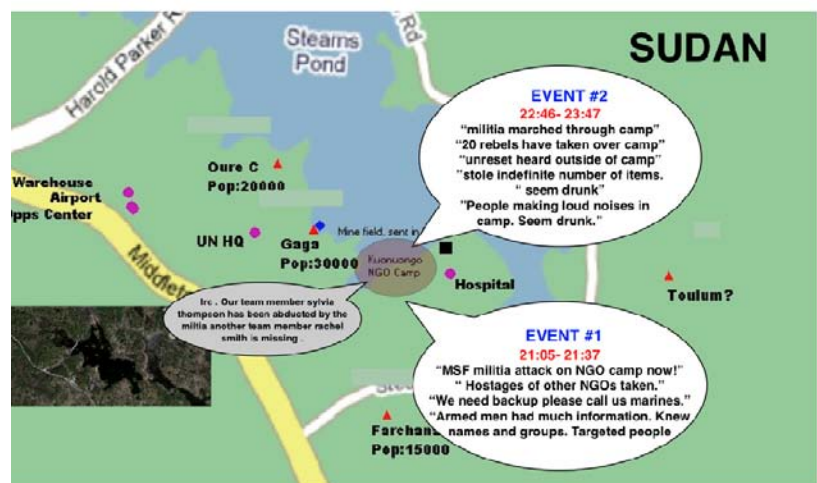 SUDAN
Stearns
Pond
Harold Parker R
Rd
EVENT #2
22:46- 23:47
"militia marched through camp"
"20 rebels have taken over camp"
"unreset heard outside of camp"
"stole indefinite number of items.
" seem drunk"
"People making loud noises in
camp. Seem drunk."
Oure C
Pop:20000
Warehouse
Airport
Opps Center
UN HQ
Gaga
Pop:30000
Mine field, sent in
Kuonuongo
NGO Camp
Hospital
Toulum?
Middlet
Irc . Our team member sylvia
thompson has been abducted by the
miltia another team member rachel
smith is missing .
EVENT #1
21:05- 21:37
"MSF militia attack on NGO camp now!"
" Hostages of other NGOs taken."
"We need backup please call us marines."
"Armed men had much information. Knew
names and groups. Targeted people
Ste
Farchan
Pop:15000